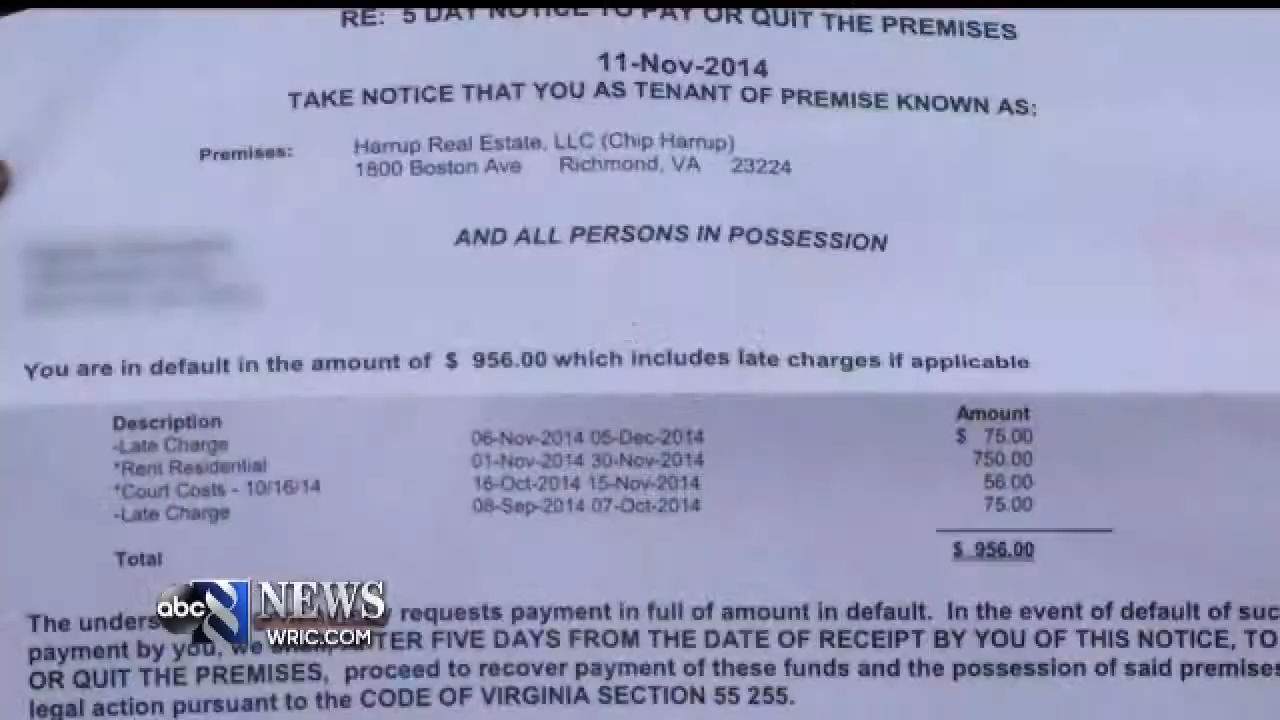 RE: 5 DAY NOTICE TO PAY OR QUIT THE PREMISES
11-Nov-2014
TAKE NOTICE THAT YOU AS TENANT OF PREMISE KNOWN AS:
Premises: Harrup Real Estate, LLC (Chip Harrup)
1800 Boston Ave Richmond, VA 23224
AND ALL PERSONS IN POSSESSION
You are in default in the amount of $ 956.00 which includes late charges if applicable
Description Amount
-Late Charge 06-Nov-2014 05-Dec-2014 $ 75.00
*Rent Residential 01-Nov-2014 30-Nov-2014 750.00
*Court Costs - 10/16/14 16-Oct-2014 15-Nov-2014 56.00
-Late Charge 08-Sep-2014 07-Oct-2014 75.00
Total $ 956.00
The unders requests payment in full of amount in default. In the event of default of suc
payment by you, we TER FIVE DAYS FROM THE DATE OF RECEIPT BY YOU OF THIS NOTICE, TO
OR QUIT THE PREMISES, proceed to recover payment of these funds and the possession of said premises
legal action pursuant to the CODE OF VIRGINIA SECTION 55 255.
abc 8 NEWS
WRIC.COM